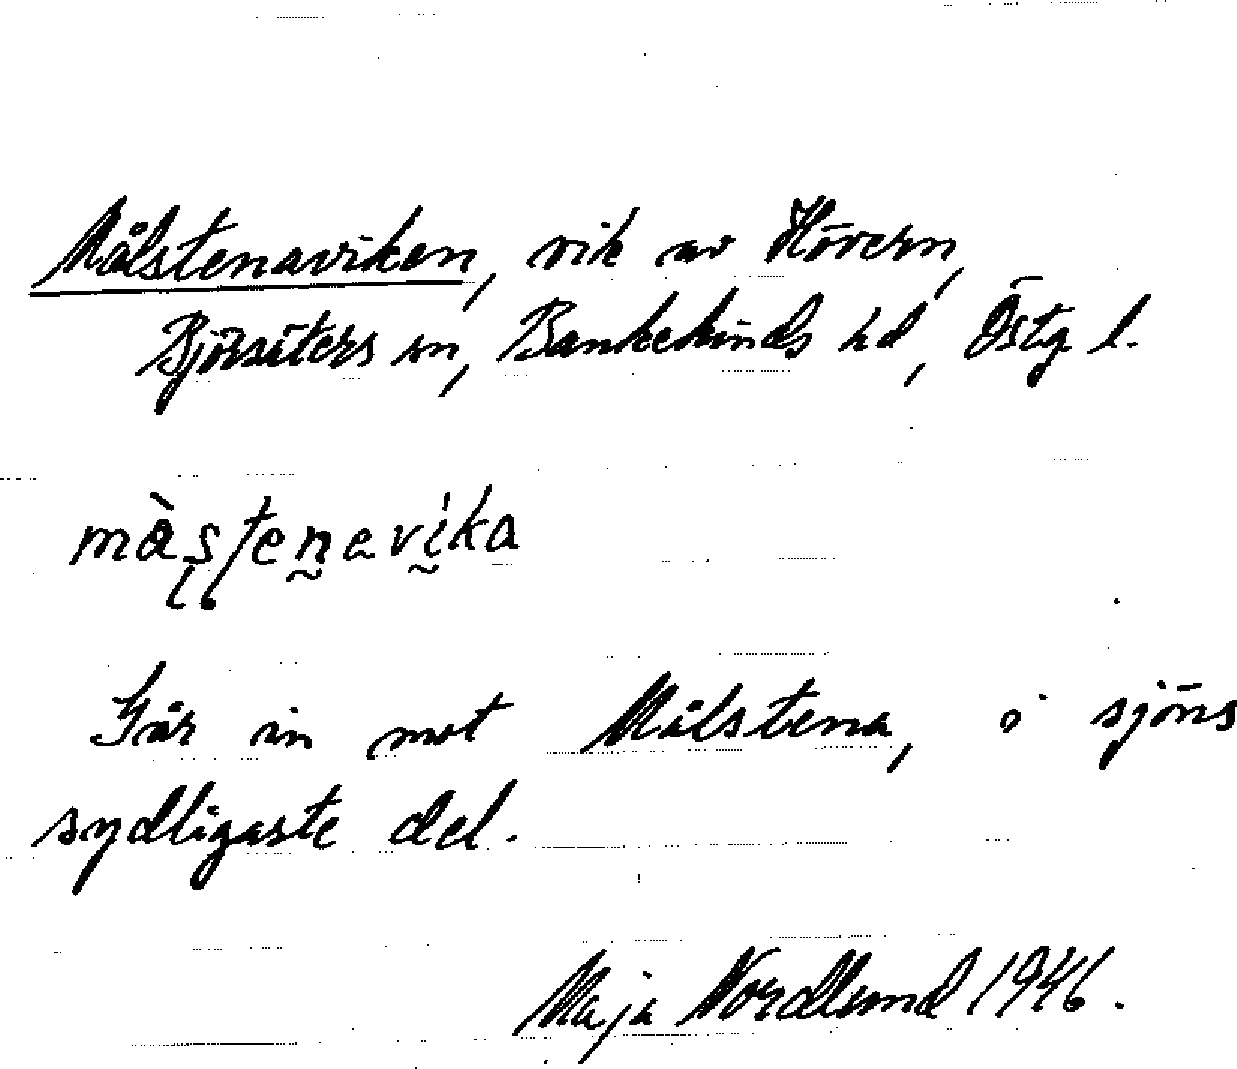 Målstenaviken, vik av Hövern,
Björsäters sn, Bankekinds hd, Östg l.
måstenavika
Går in mot Målstena, i sjöns
sydligaste del.
Maja Nordlund 1946.